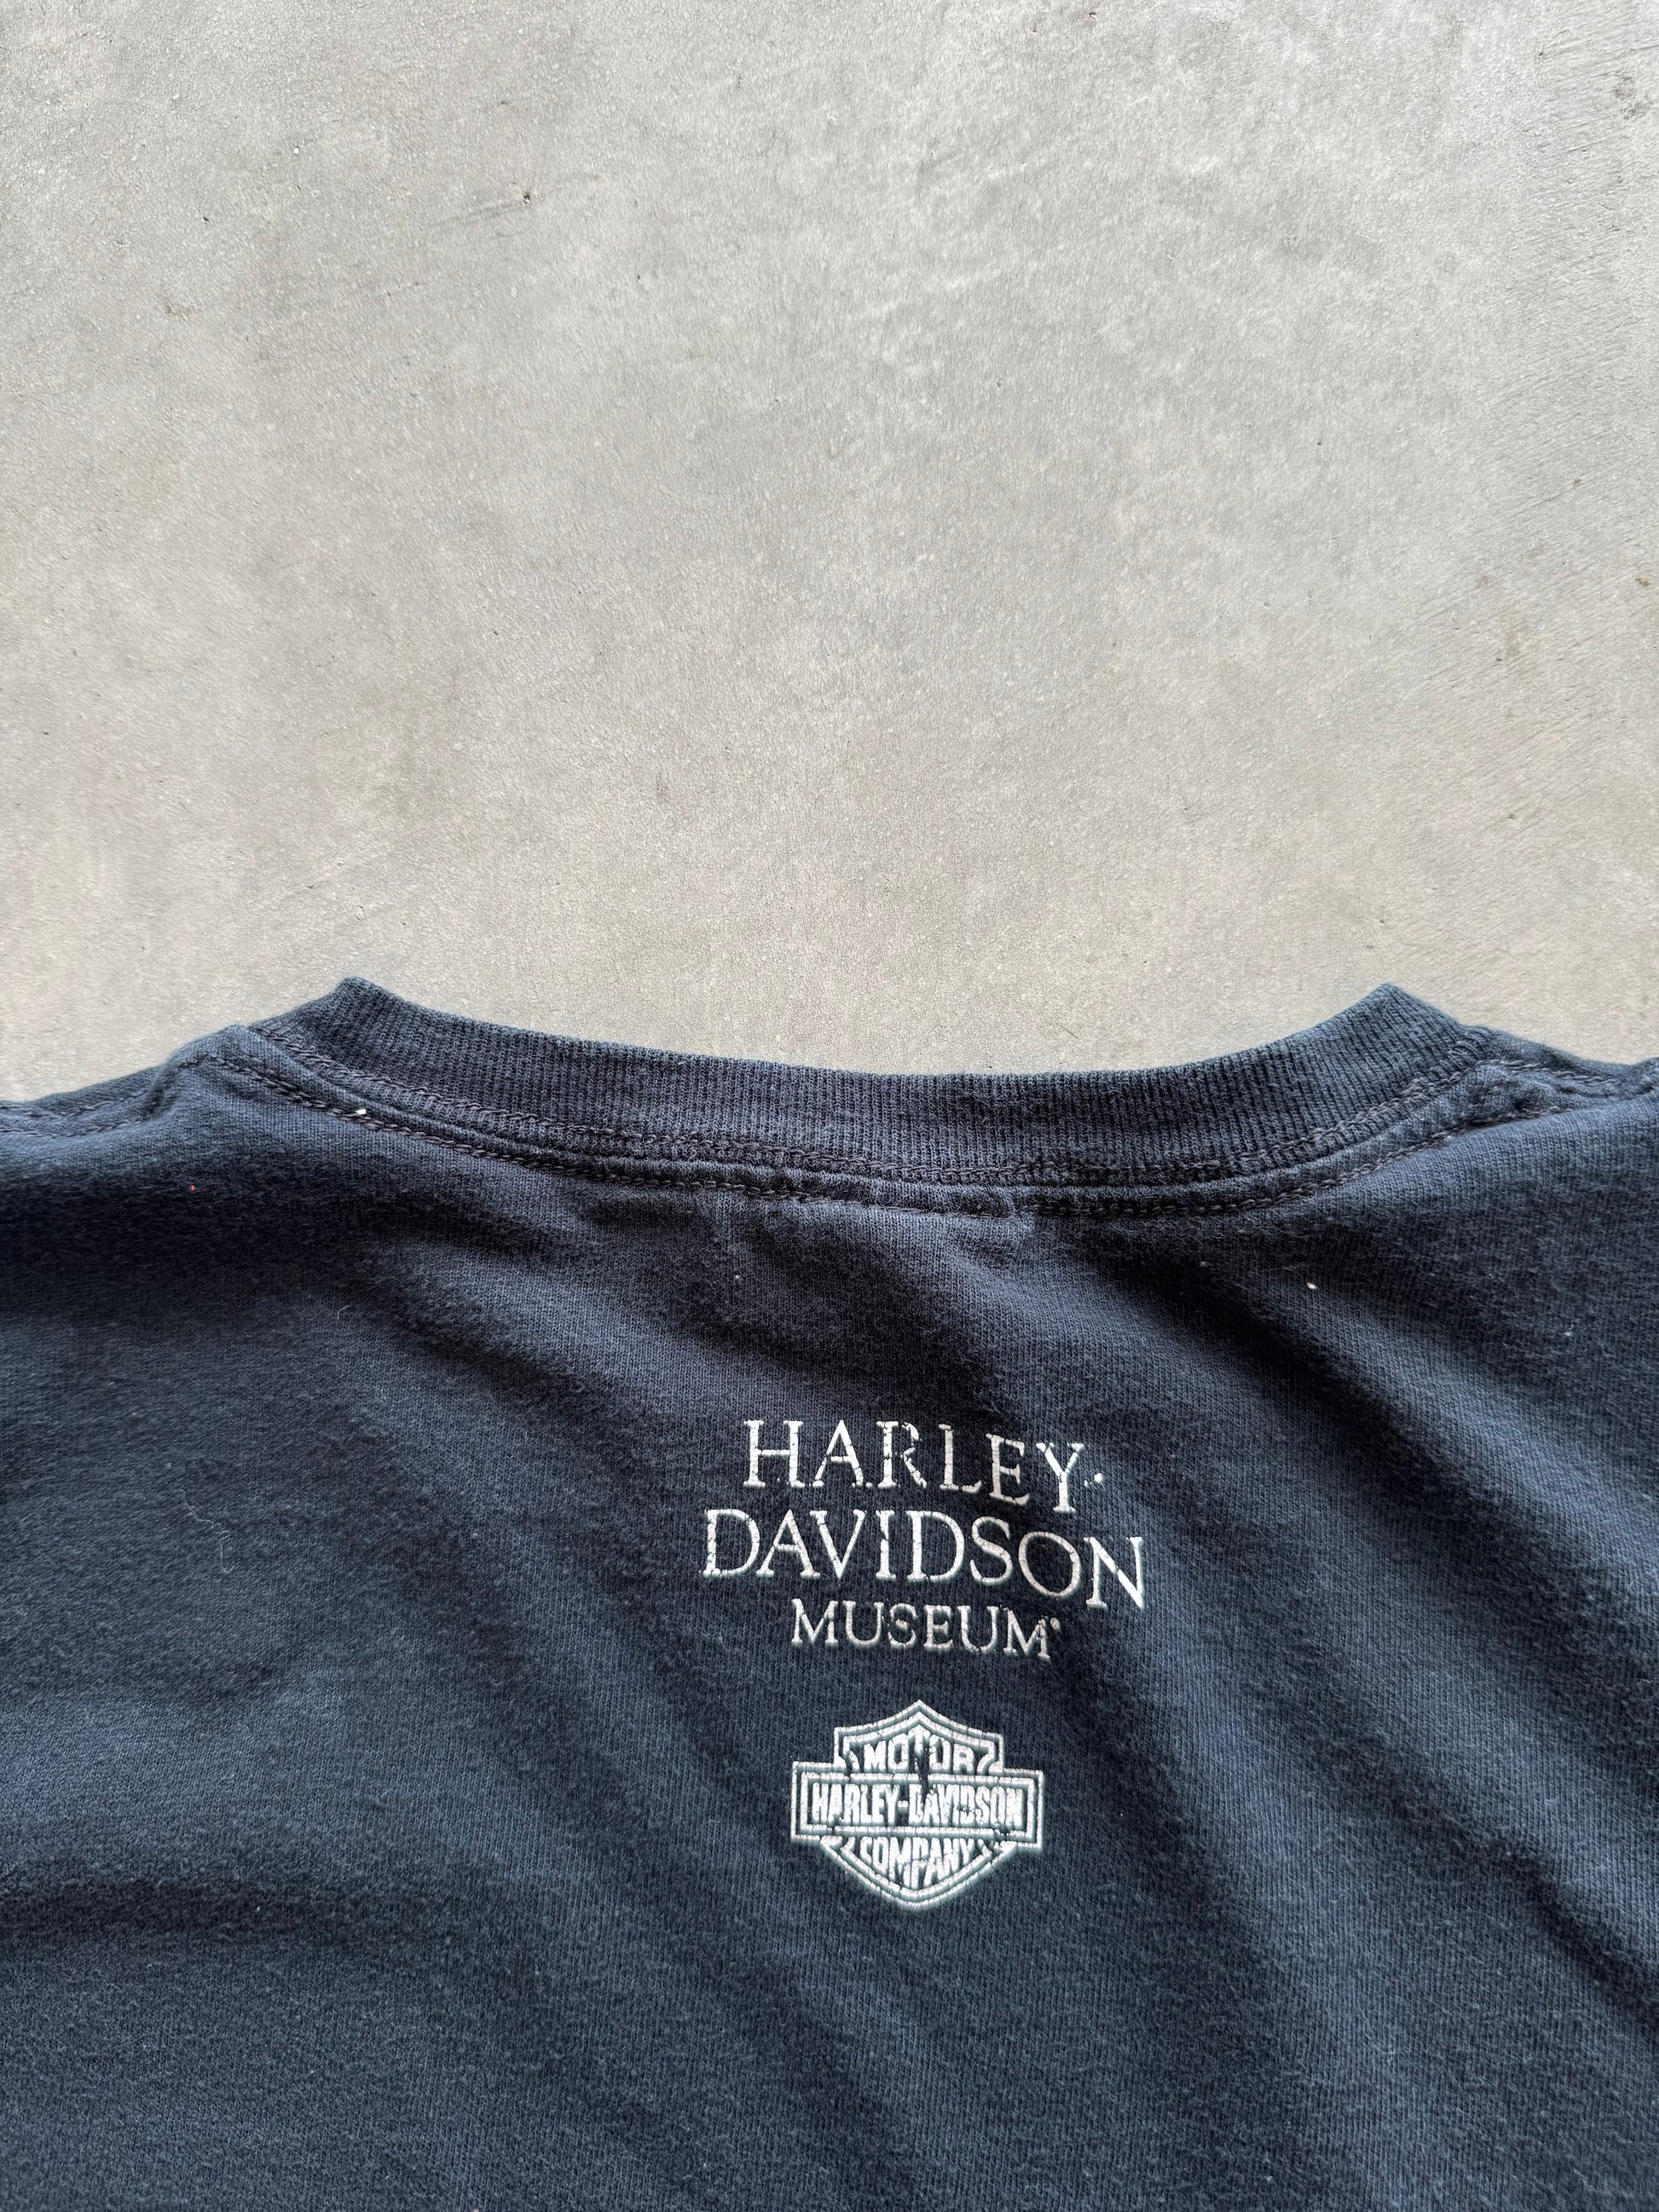 HARLEY-
DAVIDSON
MUSEUM
MOTOR
HARLEY-DAVIDSON
COMPANY